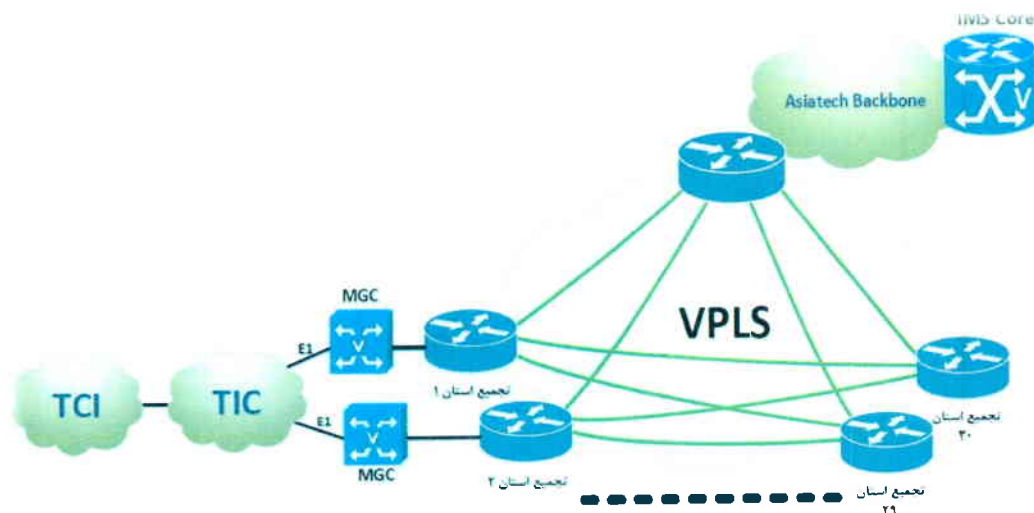 IMS Core
Asiatech Backbone
V
VPLS
MGC
V
E1
تجمیع استان ۱
TCI
TIC
E1
V
MGC
تجمیع استان ۲
تجمیع استان
۳۰
تجمیع استان
۲۹